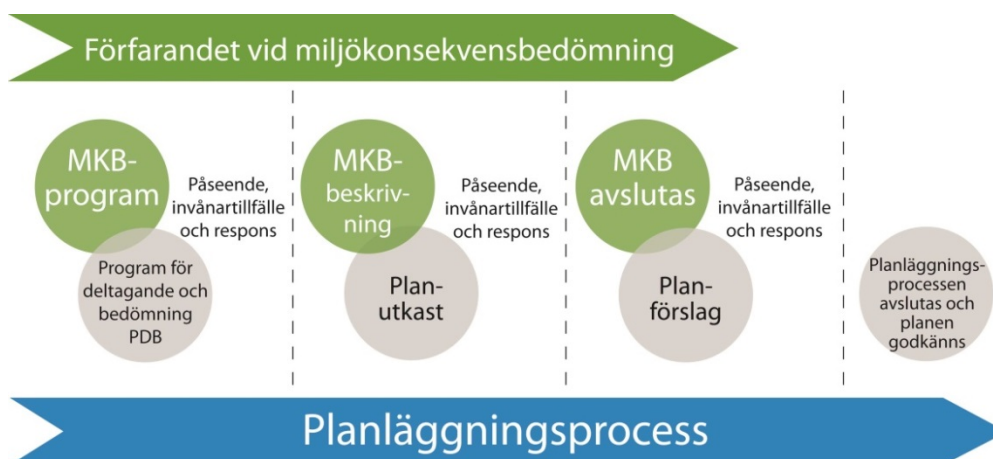 Förfarandet vid miljökonsekvensbedömning
MKB-
program
Påseende,
invånartillfälle
och respons
Program för
deltagande och
bedömning
PDB
MKB-
beskriv-
ning
Påseende,
invånartillfälle
och respons
Plan-
utkast
MKB
avslutas
Påseende,
invånartillfälle
och respons
Plan-
förslag
Planläggnings-
processen
avslutas och
planen
godkänns
Planläggningsprocess